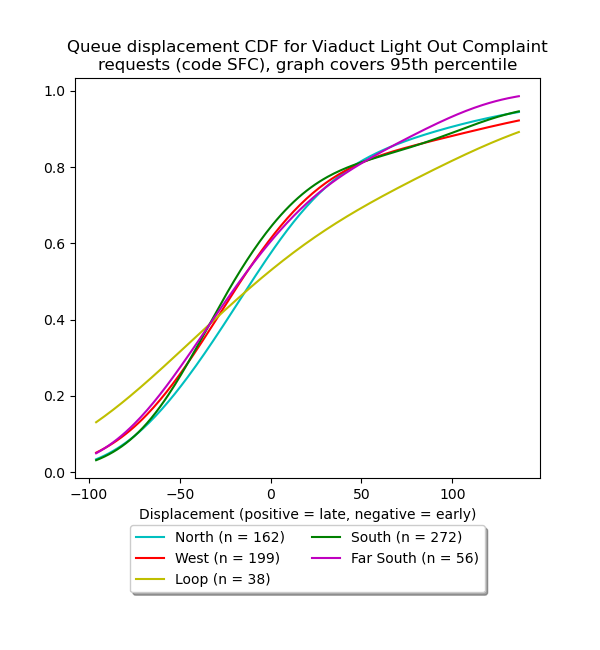 Queue displacement CDF for Viaduct Light Out Complaint
requests (code SFC), graph covers 95th percentile
1.0
0.8
0.6
0.4
0.2
0.0
−100 −50 0 50 100
Displacement (positive = late, negative = early)
North (n = 162) South (n = 272)
West (n = 199) Far South (n = 56)
Loop (n = 38)